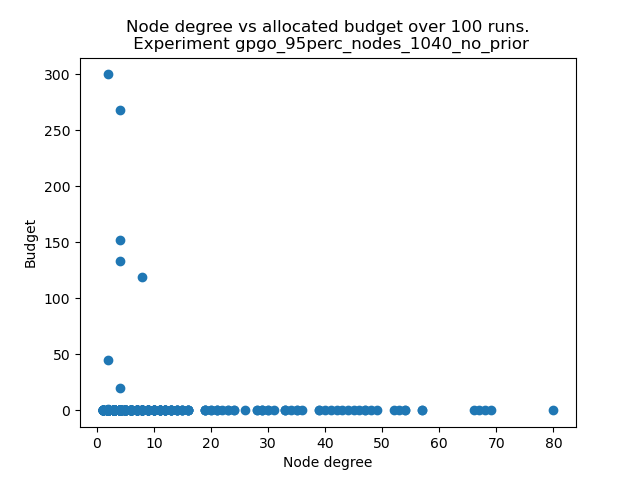 Node degree vs allocated budget over 100 runs.
Experiment gpgo_95perc_nodes_1040_no_prior
300
250
200
150
100
50
0
Budget
0 10 20 30 40 50 60 70 80
Node degree